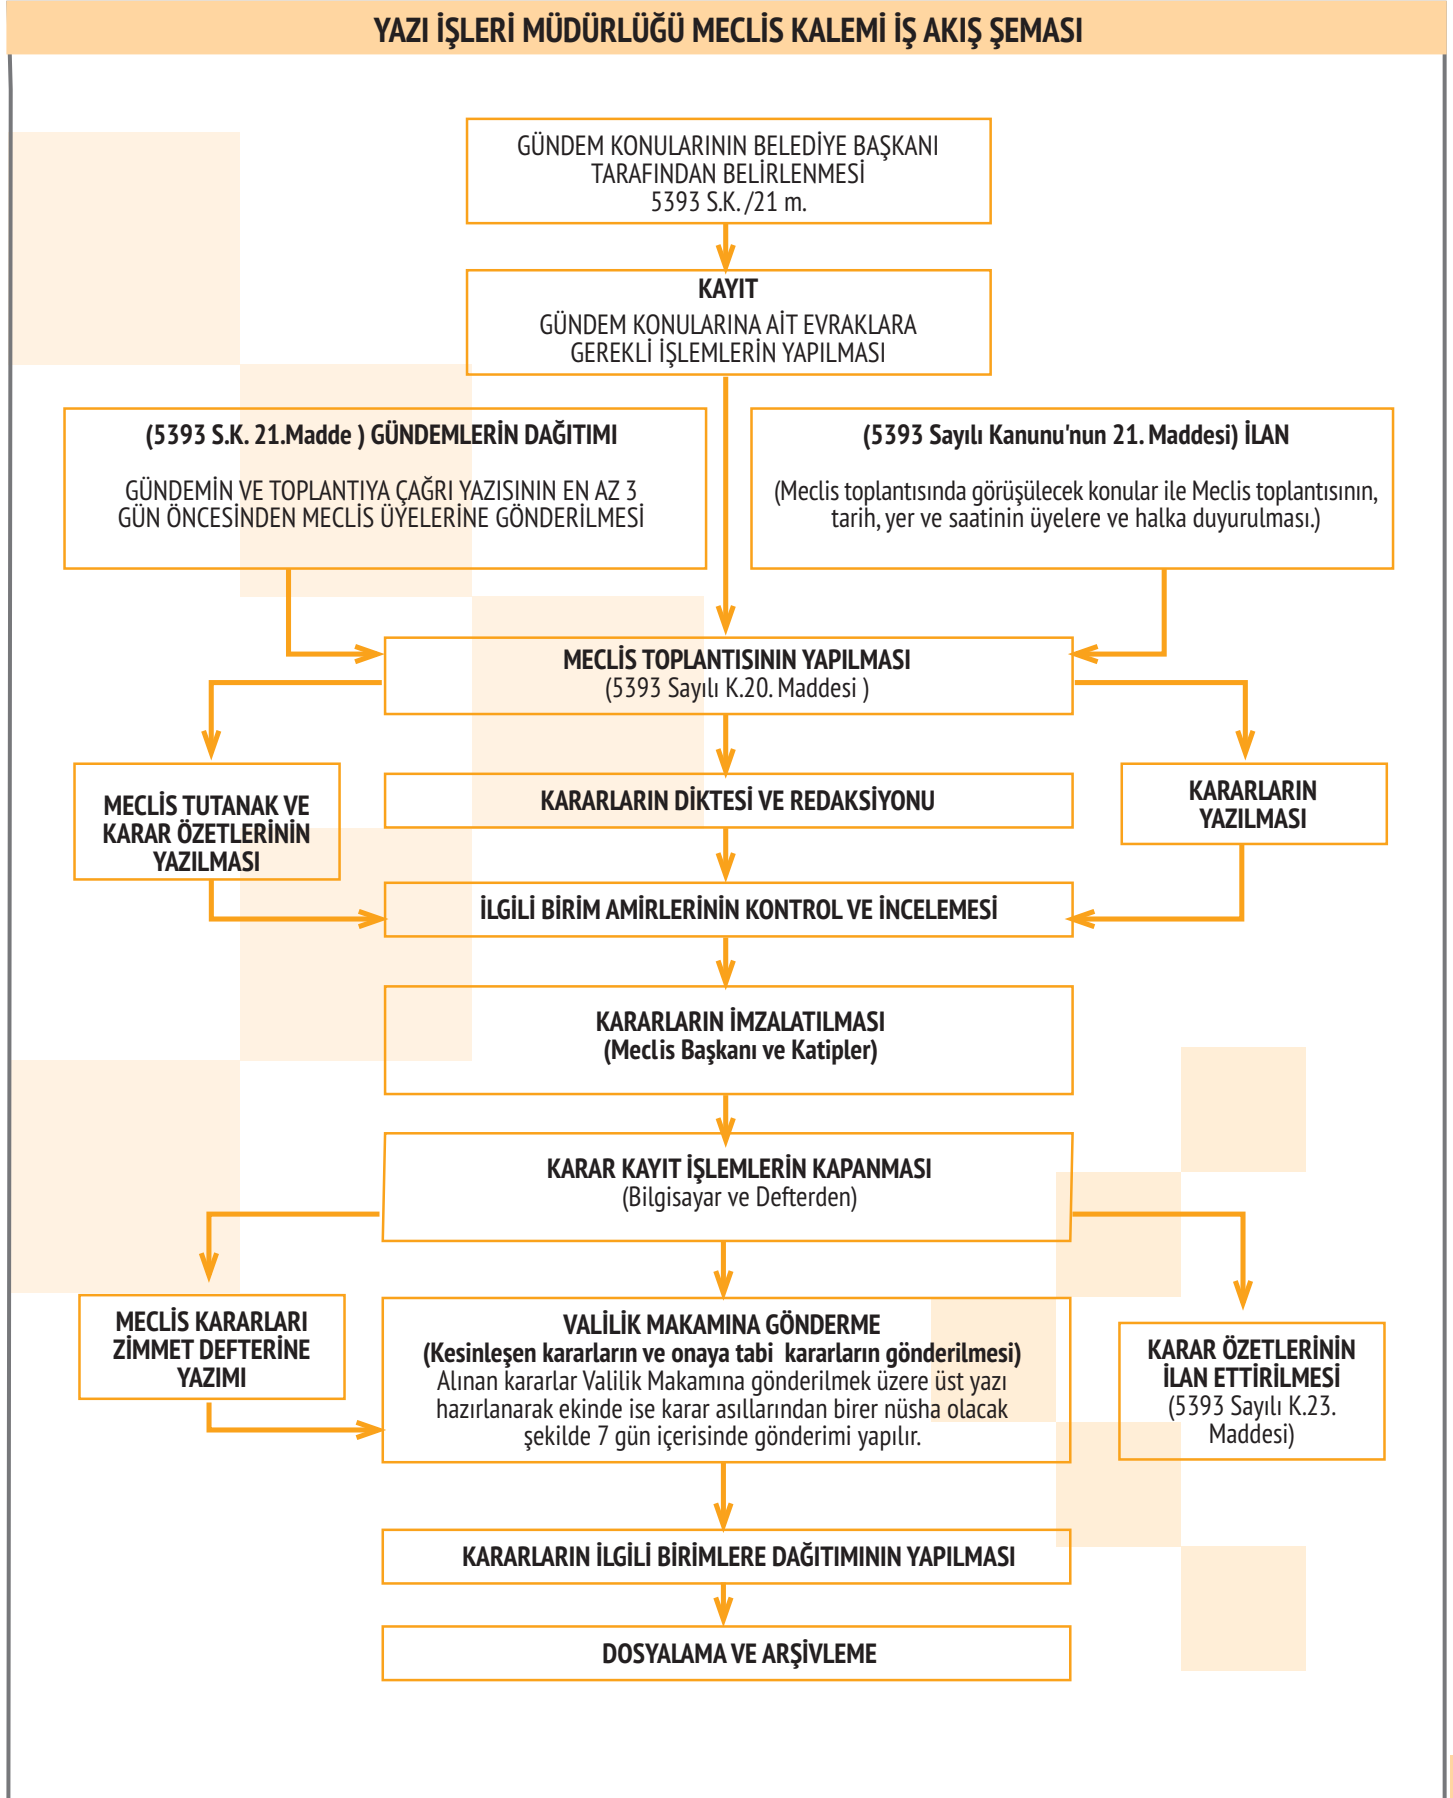 YAZI İŞLERİ MÜDÜRLÜĞÜ MECLİS KALEMİ İŞ AKIŞ ŞEMASI
GÜNDEM KONULARININ BELEDİYE BAŞKANI
TARAFINDAN BELİRLENMESİ
5393 S.K. /21 m.
KAYIT
GÜNDEM KONULARINA AİT EVRAKLARA
GEREKLİ İŞLEMLERİN YAPILMASI
(5393 S.K. 21.Madde ) GÜNDEMLERİN DAĞITIMI
GÜNDEMİN VE TOPLANTIYA ÇAĞRI YAZISININ EN AZ 3
GÜN ÖNCESİNDEN MECLİS ÜYELERİNE GÖNDERİLMESİ
(5393 Sayılı Kanunu'nun 21. Maddesi) İLAN
(Meclis toplantısında görüşülecek konular ile Meclis toplantısının,
tarih, yer ve saatinin üyelere ve halka duyurulması.)
MECLİS TOPLANTISININ YAPILMASI
(5393 Sayılı K.20. Maddesi )
MECLİS TUTANAK VE
KARAR ÖZETLERİNİN
YAZILMASI
KARARLARIN DİKTESİ VE REDAKSİYONU
KARARLARIN
YAZILMASI
İLGİLİ BİRİM AMİRLERİNİN KONTROL VE İNCELEMESİ
KARARLARIN İMZALATILMASI
(Meclis Başkanı ve Katipler)
KARAR KAYIT İŞLEMLERİN KAPANMASI
(Bilgisayar ve Defterden)
MECLİS KARARLARI
ZİMMET DEFTERİNE
YAZIMI
VALİLİK MAKAMINA GÖNDERME
(Kesinleşen kararların ve onaya tabi  kararların gönderilmesi)
Alınan kararlar Valilik Makamına gönderilmek üzere üst yazı
hazırlanarak ekinde ise karar asıllarından birer nüsha olacak
şekilde 7 gün içerisinde gönderimi yapılır.
KARAR ÖZETLERİNİN
İLAN ETTİRİLMESİ
(5393 Sayılı K.23.
Maddesi)
KARARLARIN İLGİLİ BİRİMLERE DAĞITIMININ YAPILMASI
DOSYALAMA VE ARŞİVLEME